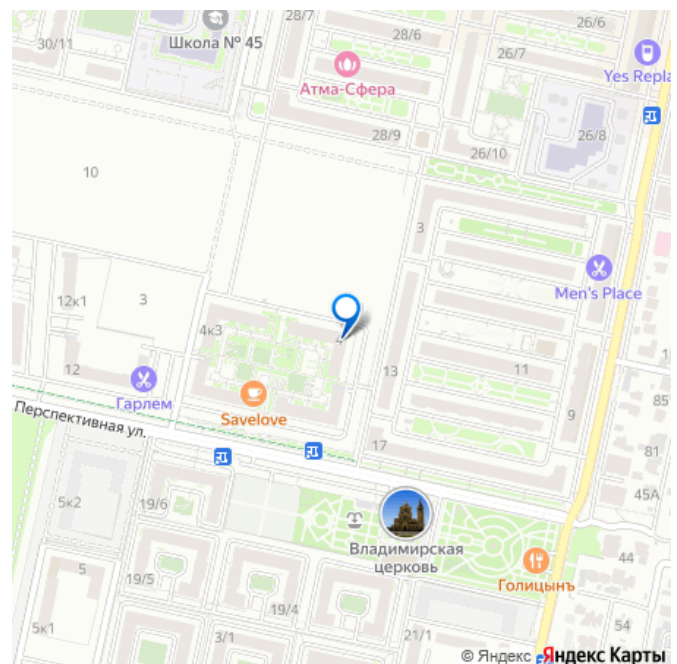 28/7
28/6
26/6
30/11
Школа № 45
26/7
Yes Repla
Атма-Сфера
28/9
26/8
26/10
10
3
Men's Place
12к1
3
4к3
4
12
13
11
85
Гарлем
Savelove
9
Перспективная ул.
17
81
5к2
19/6
45А
Владимирская
церковь
44
5
19/5
Голицынъ
19/4
54
5к1
3/1
21/1
© Яндекс Яндекс Карты